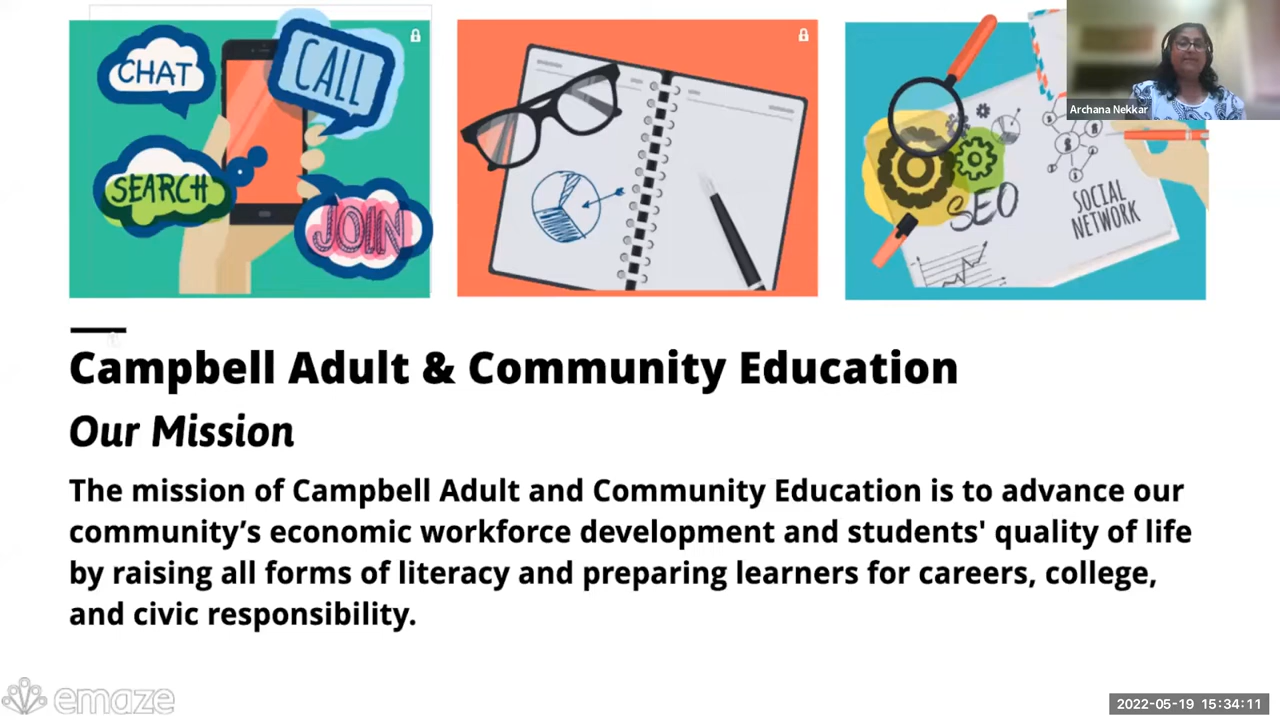 CHAT
CALL
SEARCH
JOIN
SEO
SOCIAL
NETWORK
Archana Nekkar
Campbell Adult & Community Education
Our Mission
The mission of Campbell Adult and Community Education is to advance our
community’s economic workforce development and students' quality of life
by raising all forms of literacy and preparing learners for careers, college,
and civic responsibility.
emaze
2022-05-19 15:34:11